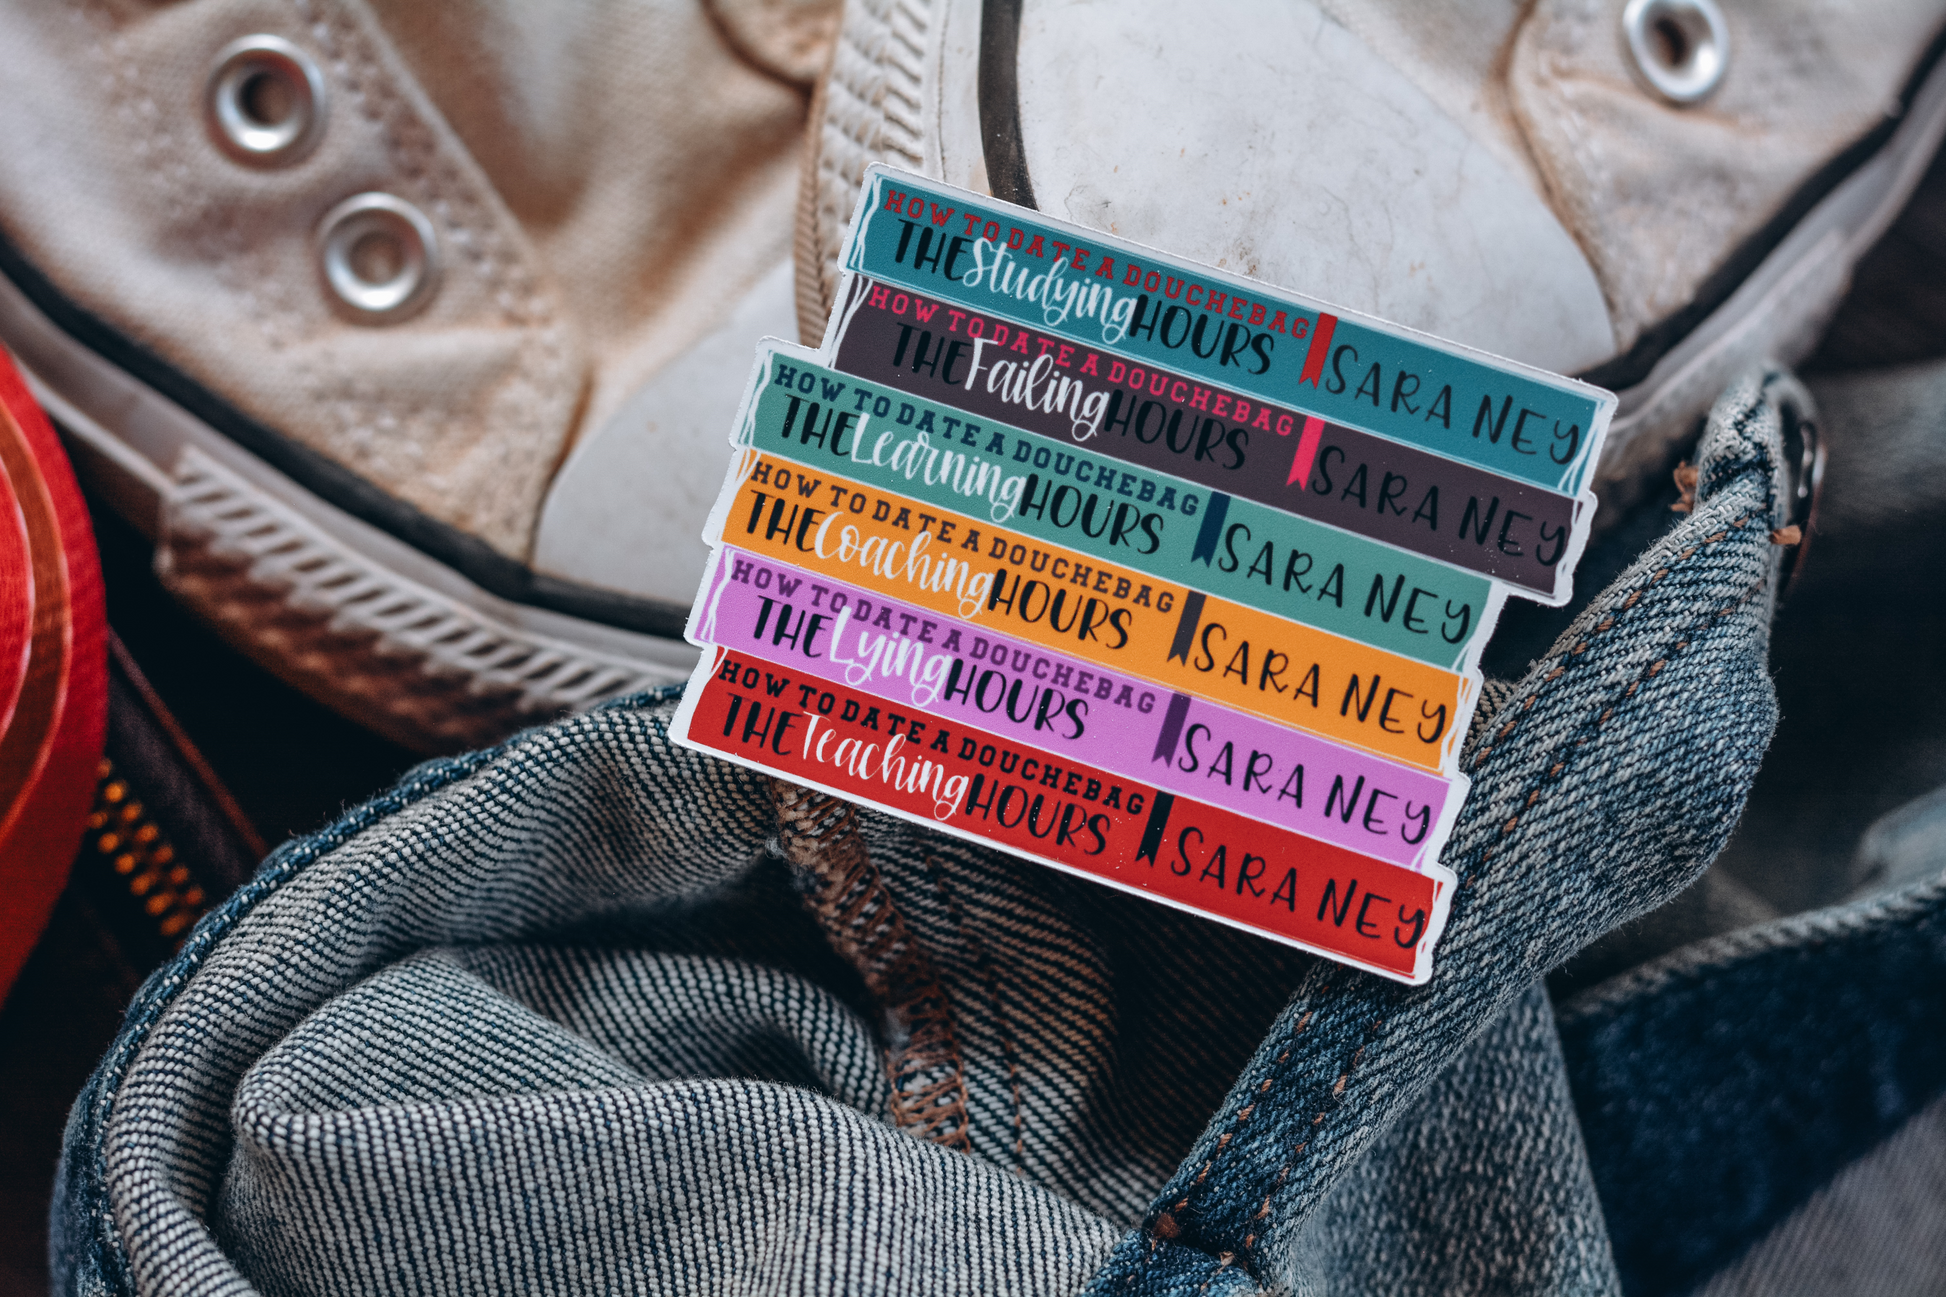 HOW TO DATE A DOUCHEBAG
THE Studying HOURS SARA NEY
HOW TO DATE A DOUCHEBAG
THE Failing HOURS SARA NEY
HOW TO DATE A DOUCHEBAG
THE Learning HOURS SARA NEY
HOW TO DATE A DOUCHEBAG
THE Coaching HOURS SARA NEY
HOW TO DATE A DOUCHEBAG
THE Lying HOURS SARA NEY
HOW TO DATE A DOUCHEBAG
THE Teaching HOURS SARA NEY